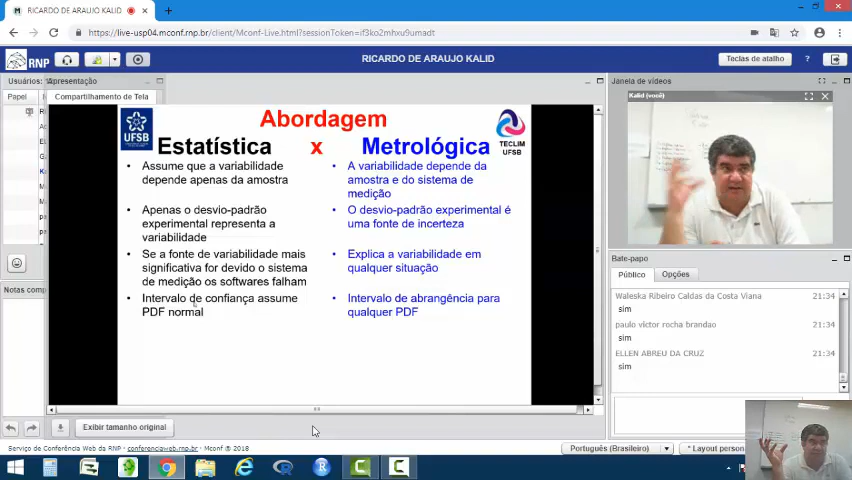 RICARDO DE ARAUJO KALID
https://live-usp04.mconf.rnp.br/client/Mconf-Live.html?sessionToken=if3ko2mhxu9umadt
RNP
RICARDO DE ARAUJO KALID
Teclas de atalho
?
Usuários:
Apresentação
Janela de vídeos
Papel
Compartilhamento de Tela
Kalid (você)
UFSB
Abordagem
Estatística x Metrológica
TECLIM
UFSB
• Assume que a variabilidade
depende apenas da amostra
• Apenas o desvio-padrão
experimental representa a
variabilidade
• Se a fonte de variabilidade mais
significativa for devido o sistema
de medição os softwares falham
• Intervalo de confiança assume
PDF normal
• A variabilidade depende da
amostra e do sistema de
medição
• O desvio-padrão experimental é
uma fonte de incerteza
• Explica a variabilidade em
qualquer situação
• Intervalo de abrangência para
qualquer PDF
Notas comp
Bate-papo
Público
Opções
Waleska Ribeiro Caldas da Costa Viana 21:34
sim
paulo victor rocha brandao 21:34
sim
ELLEN ABREU DA CRUZ 21:34
sim
Exibir tamanho original
Serviço de Conferência Web da RNP - conferenciaweb.rnp.br - Mconf @ 2018
Português (Brasileiro)
* Layout person